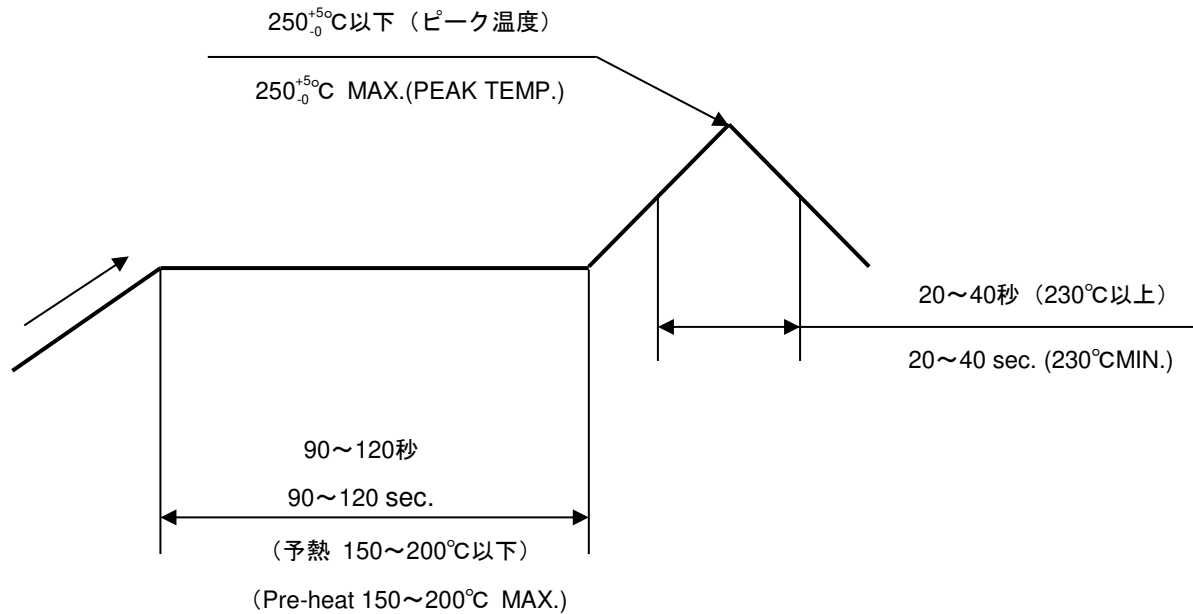 250+5-0℃以下（ピーク温度）
250+5-0℃ MAX.(PEAK TEMP.)
20～40秒（230℃以上）
20～40 sec. (230℃MIN.)
90～120秒
90～120 sec.
（予熱 150～200℃以下）
（Pre-heat 150～200℃ MAX.）